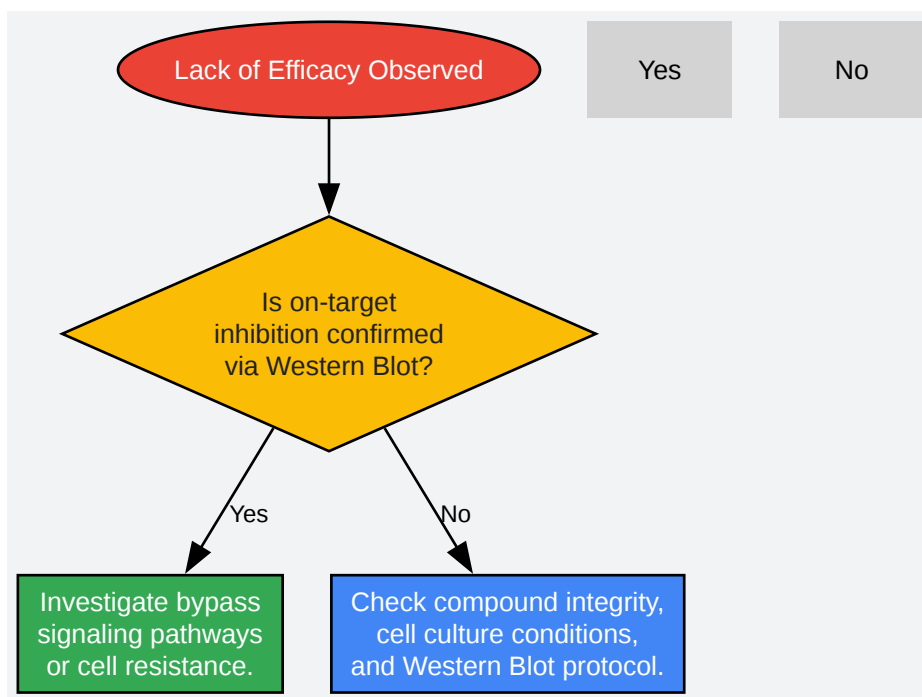 Lack of Efficacy Observed
Yes
No
Is on-target
inhibition confirmed
via Western Blot?
Yes
No
Investigate bypass
signaling pathways
or cell resistance.
Check compound integrity,
cell culture conditions,
and Western Blot protocol.